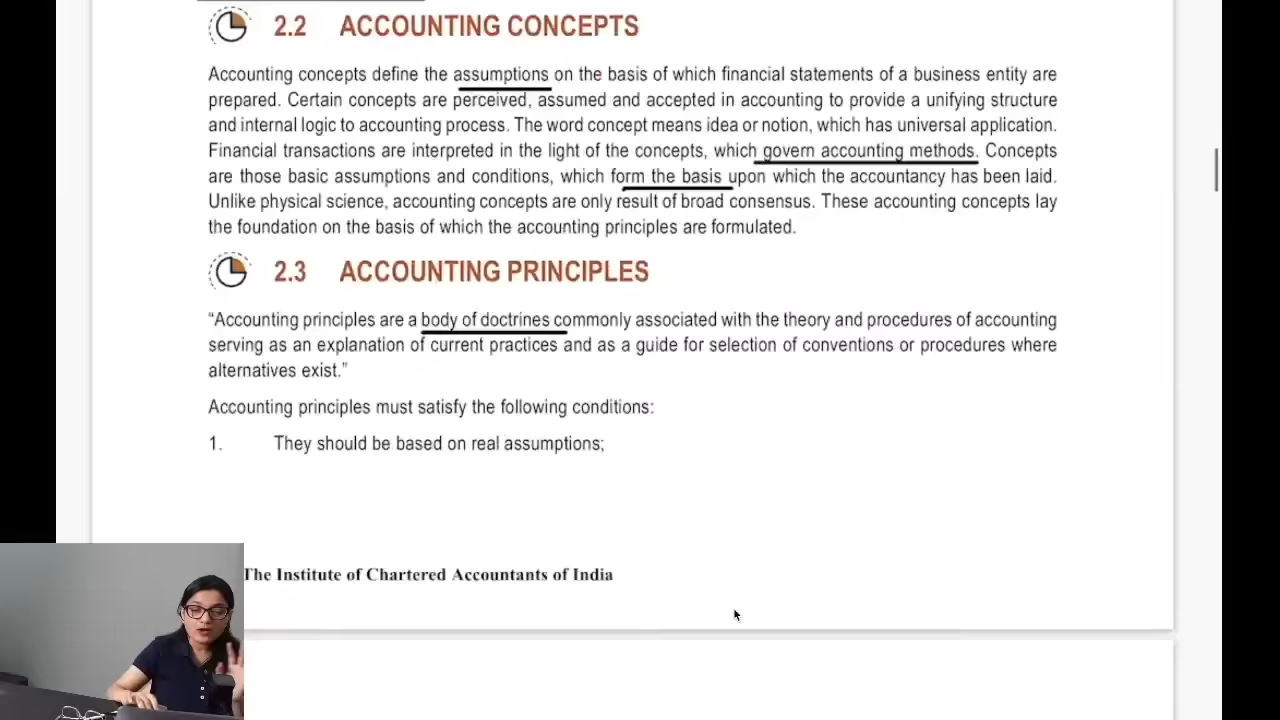 2.2 ACCOUNTING CONCEPTS
Accounting concepts define the assumptions on the basis of which financial statements of a business entity are
prepared. Certain concepts are perceived, assumed and accepted in accounting to provide a unifying structure
and internal logic to accounting process. The word concept means idea or notion, which has universal application.
Financial transactions are interpreted in the light of the concepts, which govern accounting methods. Concepts
are those basic assumptions and conditions, which form the basis upon which the accountancy has been laid.
Unlike physical science, accounting concepts are only result of broad consensus. These accounting concepts lay
the foundation on the basis of which the accounting principles are formulated.
2.3 ACCOUNTING PRINCIPLES
“Accounting principles are a body of doctrines commonly associated with the theory and procedures of accounting
serving as an explanation of current practices and as a guide for selection of conventions or procedures where
alternatives exist.”
Accounting principles must satisfy the following conditions:
1. They should be based on real assumptions;
The Institute of Chartered Accountants of India